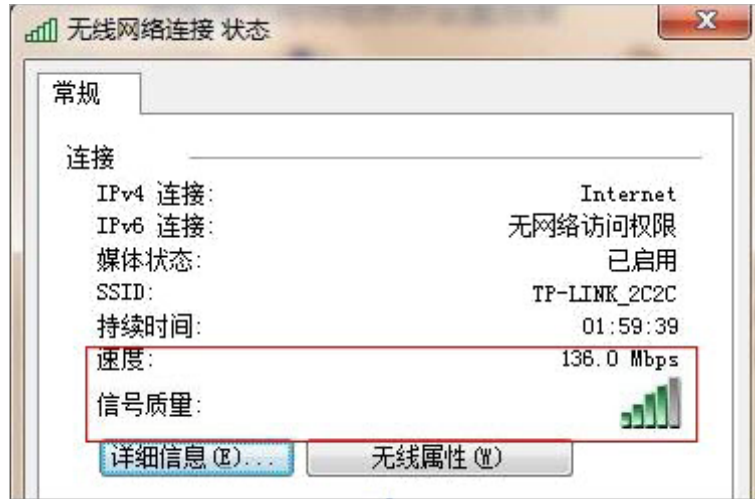 无线网络连接 状态
常规
连接
IPv4 连接: Internet
IPv6 连接: 无网络访问权限
媒体状态: 已启用
SSID: TP-LINK_2C2C
持续时间: 01:59:39
速度: 136.0 Mbps
信号质量:
详细信息(E)... 无线属性(W)